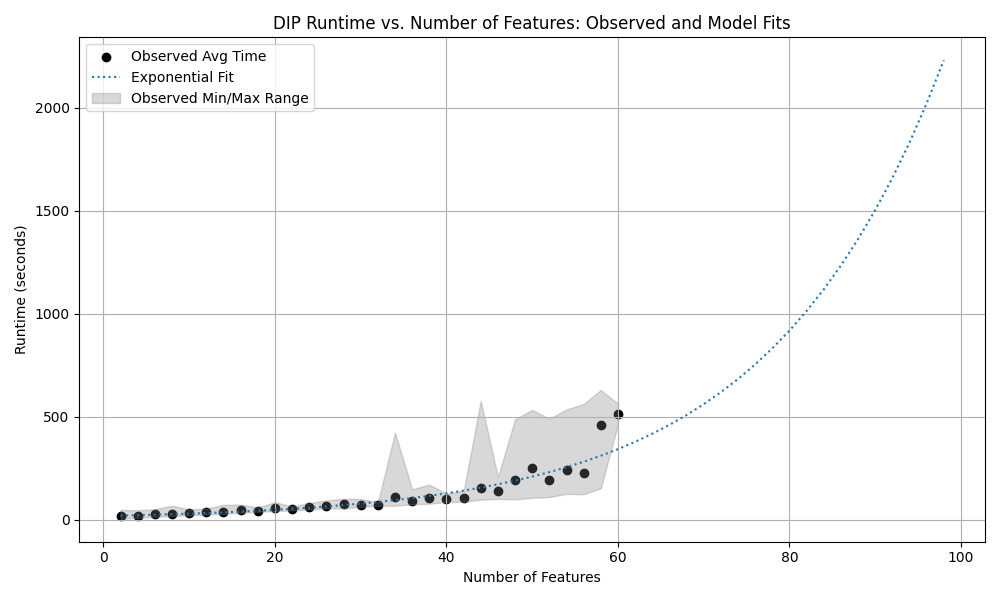 DIP Runtime vs. Number of Features: Observed and Model Fits
Observed Avg Time
Exponential Fit
Observed Min/Max Range
Runtime (seconds)
2000
1500
1000
500
0
0 20 40 60 80 100
Number of Features